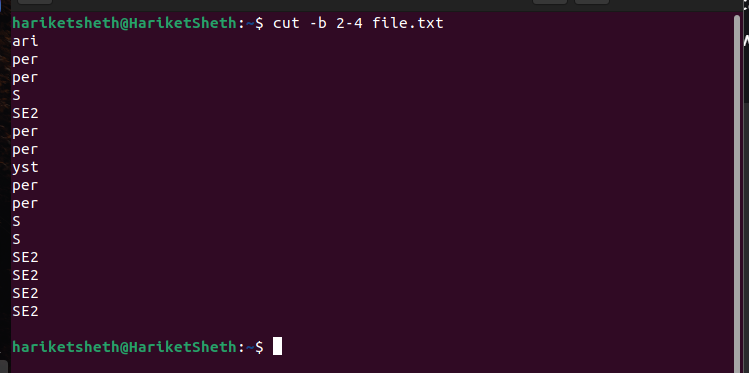 hariketsheth@HariketSheth:~$ cut -b 2-4 file.txt
ari
per
per
S
SE2
per
per
yst
per
per
S
S
SE2
SE2
SE2
SE2
hariketsheth@HariketSheth:~$